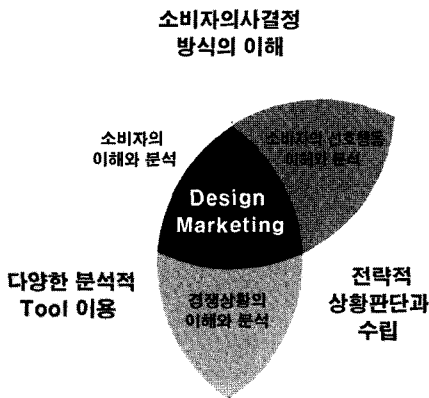 소비자의사결정
방식의 이해
소비자의
이해와 분석
소비자의 선호행동
이해와 분석
Design
Marketing
다양한 분석적
Tool 이용
경쟁상황의
이해와 분석
전략적
상황판단과
수립